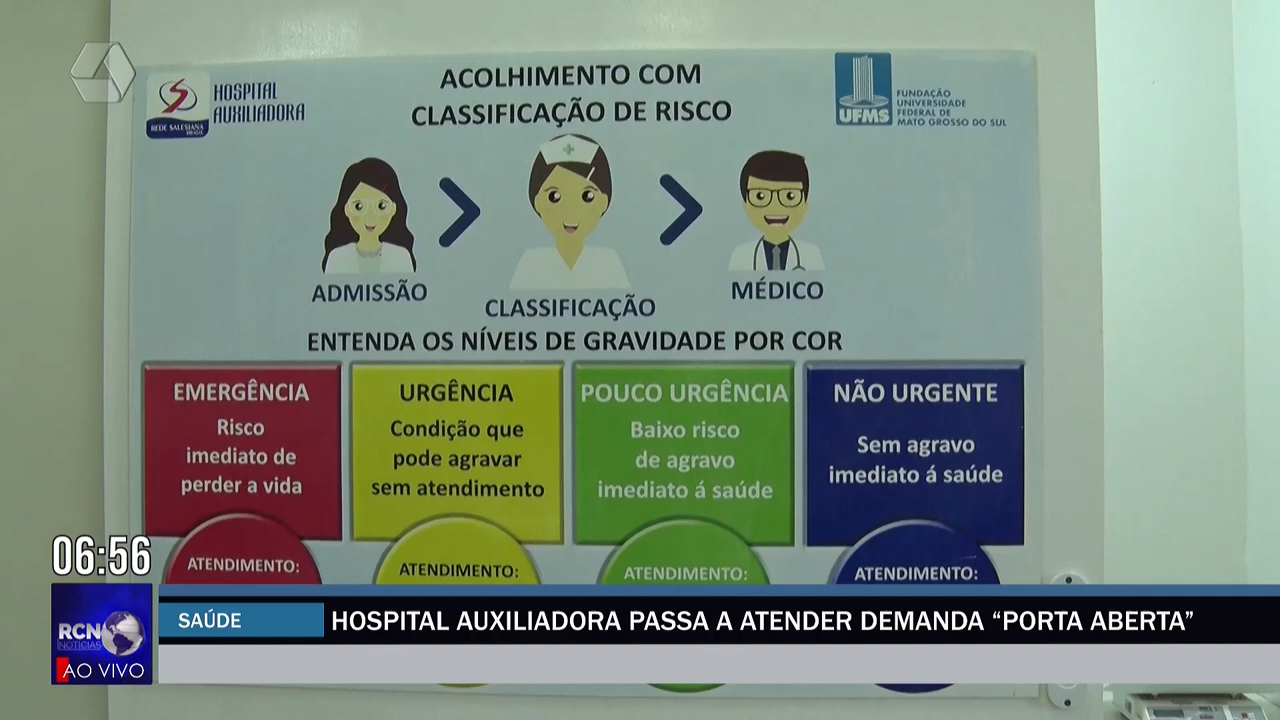 HOSPITAL
AUXILIADORA
REDE SALESIANA
BRASIL
ACOLHIMENTO COM
CLASSIFICAÇÃO DE RISCO
UFMS
FUNDAÇÃO
UNIVERSIDADE
FEDERAL DE
MATO GROSSO DO SUL
ADMISSÃO
CLASSIFICAÇÃO
MÉDICO
ENTENDA OS NÍVEIS DE GRAVIDADE POR COR
EMERGÊNCIA
Risco
imediato de
perder a vida
ATENDIMENTO:
URGÊNCIA
Condição que
pode agravar
sem atendimento
ATENDIMENTO:
POUCO URGÊNCIA
Baixo risco
de agravo
imediato á saúde
ATENDIMENTO:
NÃO URGENTE
Sem agravo
imediato á saúde
ATENDIMENTO:
06:56
RCN
NOTÍCIAS
AO VIVO
SAÚDE
HOSPITAL AUXILIADORA PASSA A ATENDER DEMANDA “PORTA ABERTA”